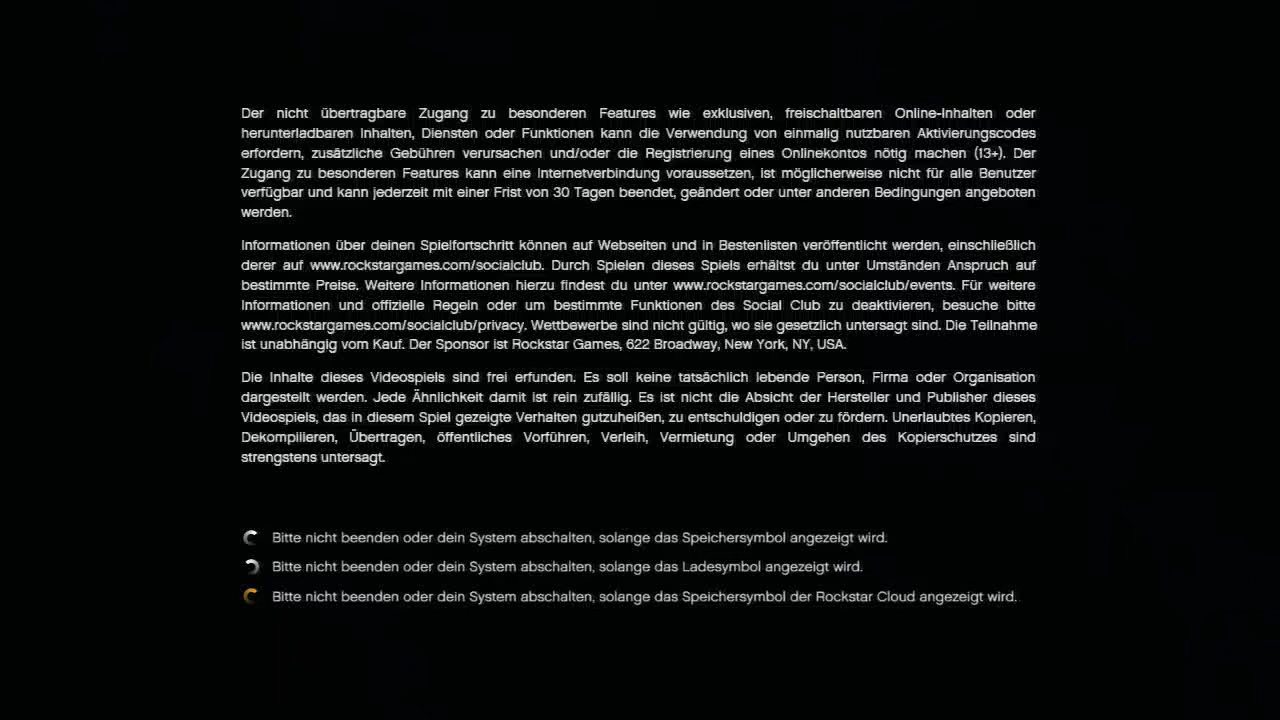 Der nicht übertragbare Zugang zu besonderen Features wie exklusiven, freischaltbaren Online-Inhalten oder
herunterladbaren Inhalten, Diensten oder Funktionen kann die Verwendung von einmalig nutzbaren Aktivierungscodes
erfordern, zusätzliche Gebühren verursachen und/oder die Registrierung eines Onlinekontos nötig machen (13+). Der
Zugang zu besonderen Features kann eine Internetverbindung voraussetzen, ist möglicherweise nicht für alle Benutzer
verfügbar und kann jederzeit mit einer Frist von 30 Tagen beendet, geändert oder unter anderen Bedingungen angeboten
werden.
Informationen über deinen Spielfortschritt können auf Webseiten und in Bestenlisten veröffentlicht werden, einschließlich
derer auf www.rockstargames.com/socialclub. Durch Spielen dieses Spiels erhältst du unter Umständen Anspruch auf
bestimmte Preise. Weitere Informationen hierzu findest du unter www.rockstargames.com/socialclub/events. Für weitere
Informationen und offizielle Regeln oder um bestimmte Funktionen des Social Club zu deaktivieren, besuche bitte
www.rockstargames.com/socialclub/privacy. Wettbewerbe sind nicht gültig, wo sie gesetzlich untersagt sind. Die Teilnahme
ist unabhängig vom Kauf. Der Sponsor ist Rockstar Games, 622 Broadway, New York, NY, USA.
Die Inhalte dieses Videospiels sind frei erfunden. Es soll keine tatsächlich lebende Person, Firma oder Organisation
dargestellt werden. Jede Ähnlichkeit damit ist rein zufällig. Es ist nicht die Absicht der Hersteller und Publisher dieses
Videospiels, das in diesem Spiel gezeigte Verhalten gutzuheißen, zu entschuldigen oder zu fördern. Unerlaubtes Kopieren,
Dekompilieren, Übertragen, öffentliches Vorführen, Verleih, Vermietung oder Umgehen des Kopierschutzes sind
strengstens untersagt.
Bitte nicht beenden oder dein System abschalten, solange das Speichersymbol angezeigt wird.
Bitte nicht beenden oder dein System abschalten, solange das Ladesymbol angezeigt wird.
Bitte nicht beenden oder dein System abschalten, solange das Speichersymbol der Rockstar Cloud angezeigt wird.